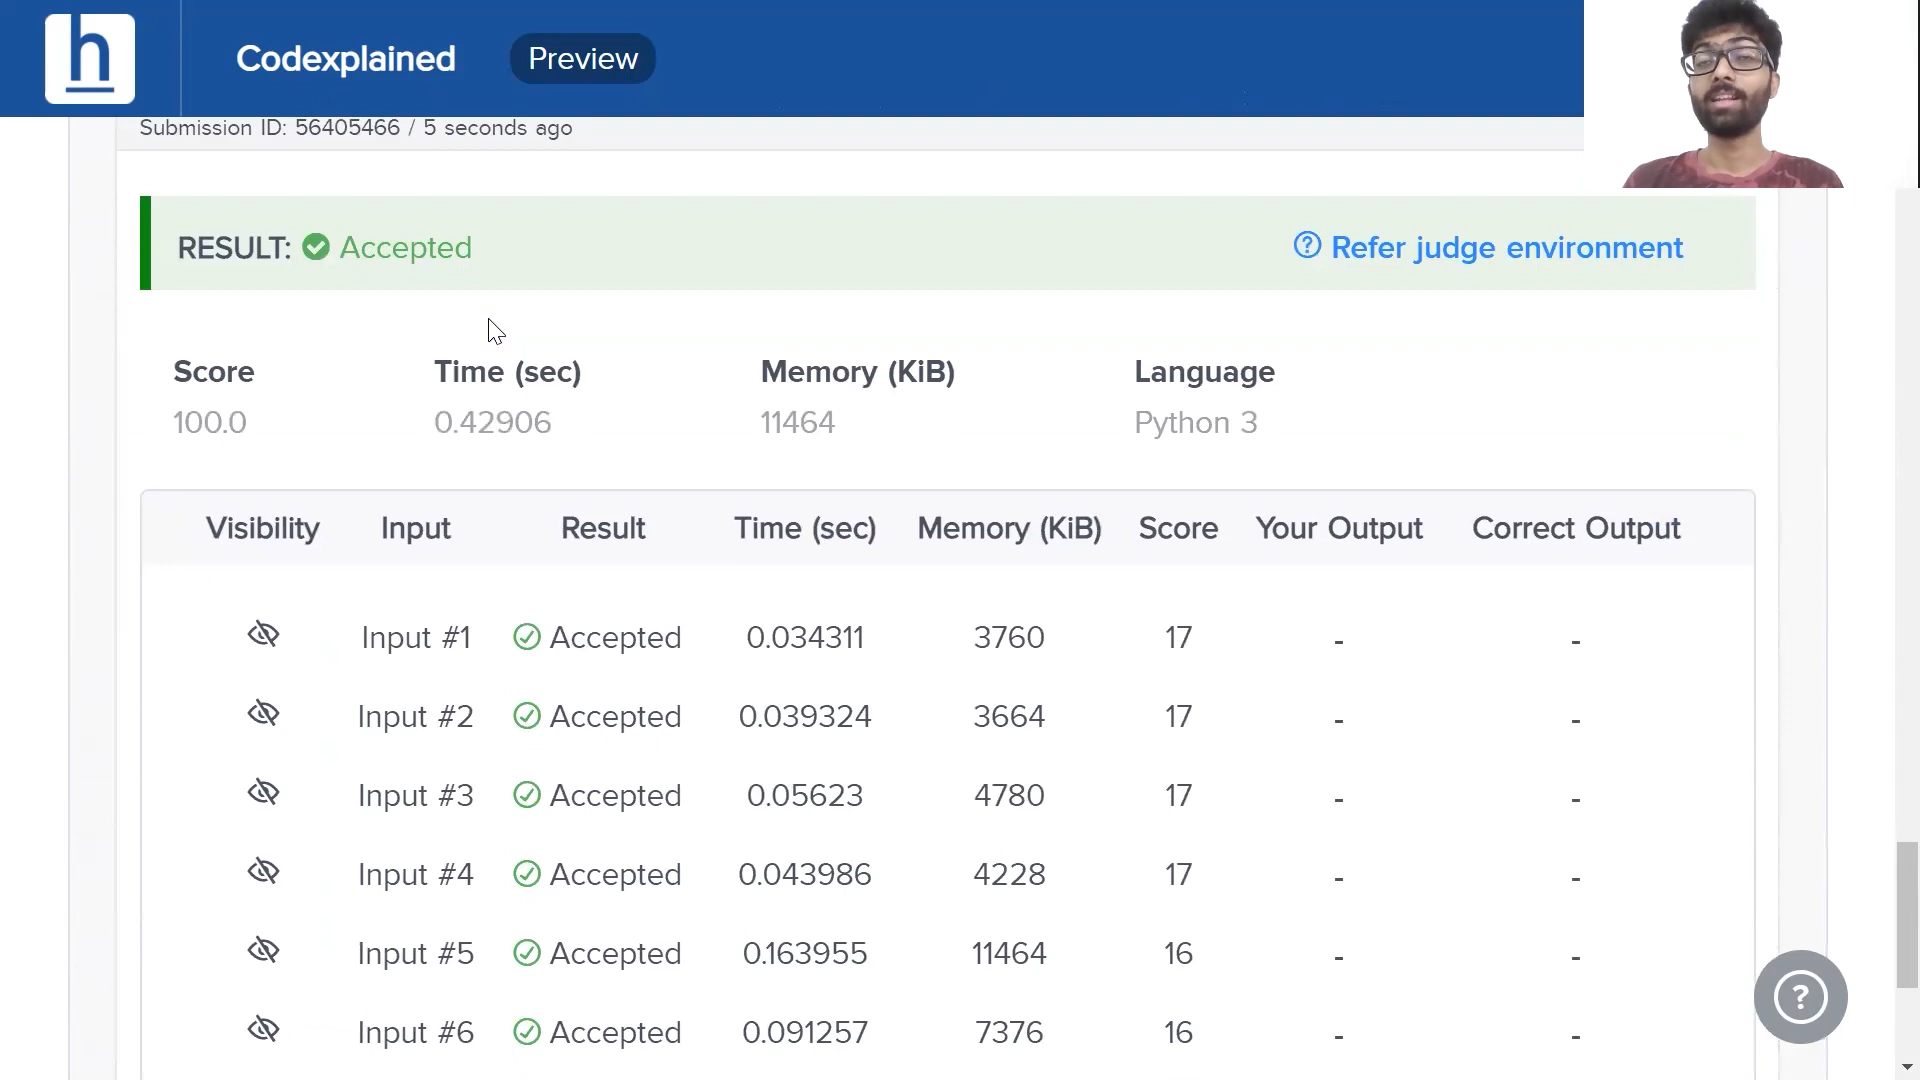 h
Codexplained Preview
Submission ID: 56405466 / 5 seconds ago
RESULT: Accepted
? Refer judge environment
Score Time (sec) Memory (KiB) Language
100.0 0.42906 11464 Python 3
Visibility Input Result Time (sec) Memory (KiB) Score Your Output Correct Output
Input #1 Accepted 0.034311 3760 17 - -
Input #2 Accepted 0.039324 3664 17 - -
Input #3 Accepted 0.05623 4780 17 - -
Input #4 Accepted 0.043986 4228 17 - -
Input #5 Accepted 0.163955 11464 16 - -
Input #6 Accepted 0.091257 7376 16 - -
?